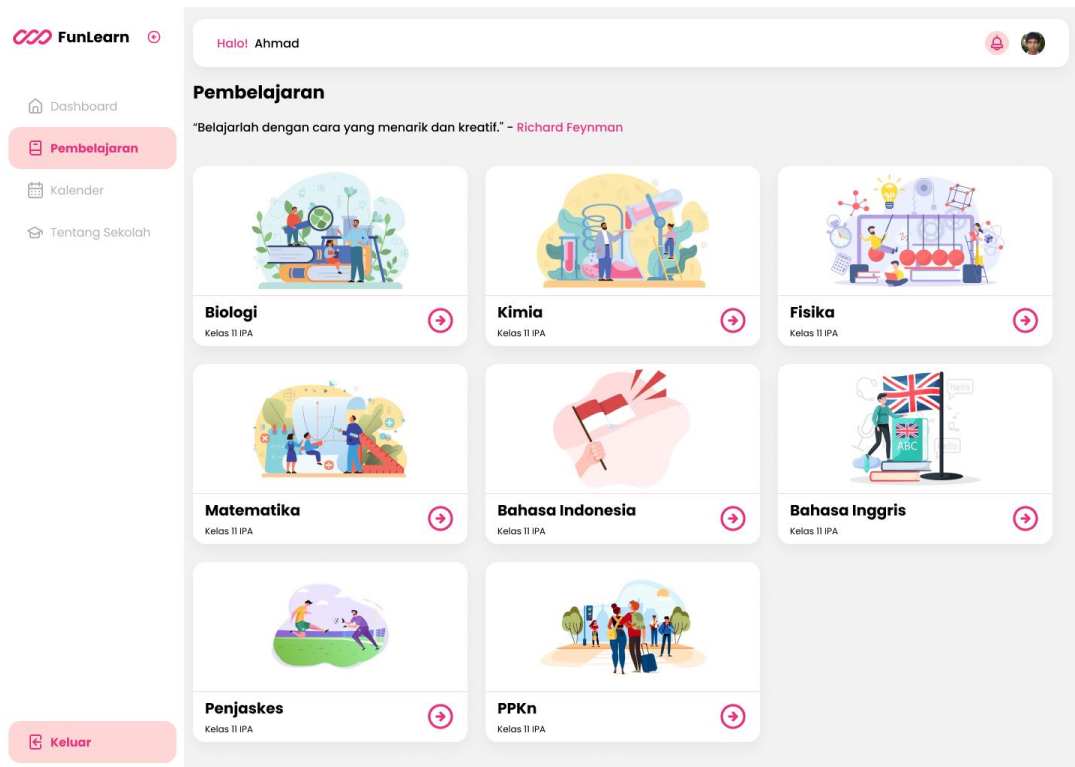 FunLearn
Halo! Ahmad
Dashboard
Pembelajaran
Kalender
Tentang Sekolah
Keluar
Pembelajaran
“Belajarlah dengan cara yang menarik dan kreatif.” - Richard Feynman
Biologi
Kelas 11 IPA
Kimia
Kelas 11 IPA
Fisika
Kelas 11 IPA
Matematika
Kelas 11 IPA
Bahasa Indonesia
Kelas 11 IPA
Hello
ABC
Hello
Bahasa Inggris
Kelas 11 IPA
Penjaskes
Kelas 11 IPA
PPKn
Kelas 11 IPA